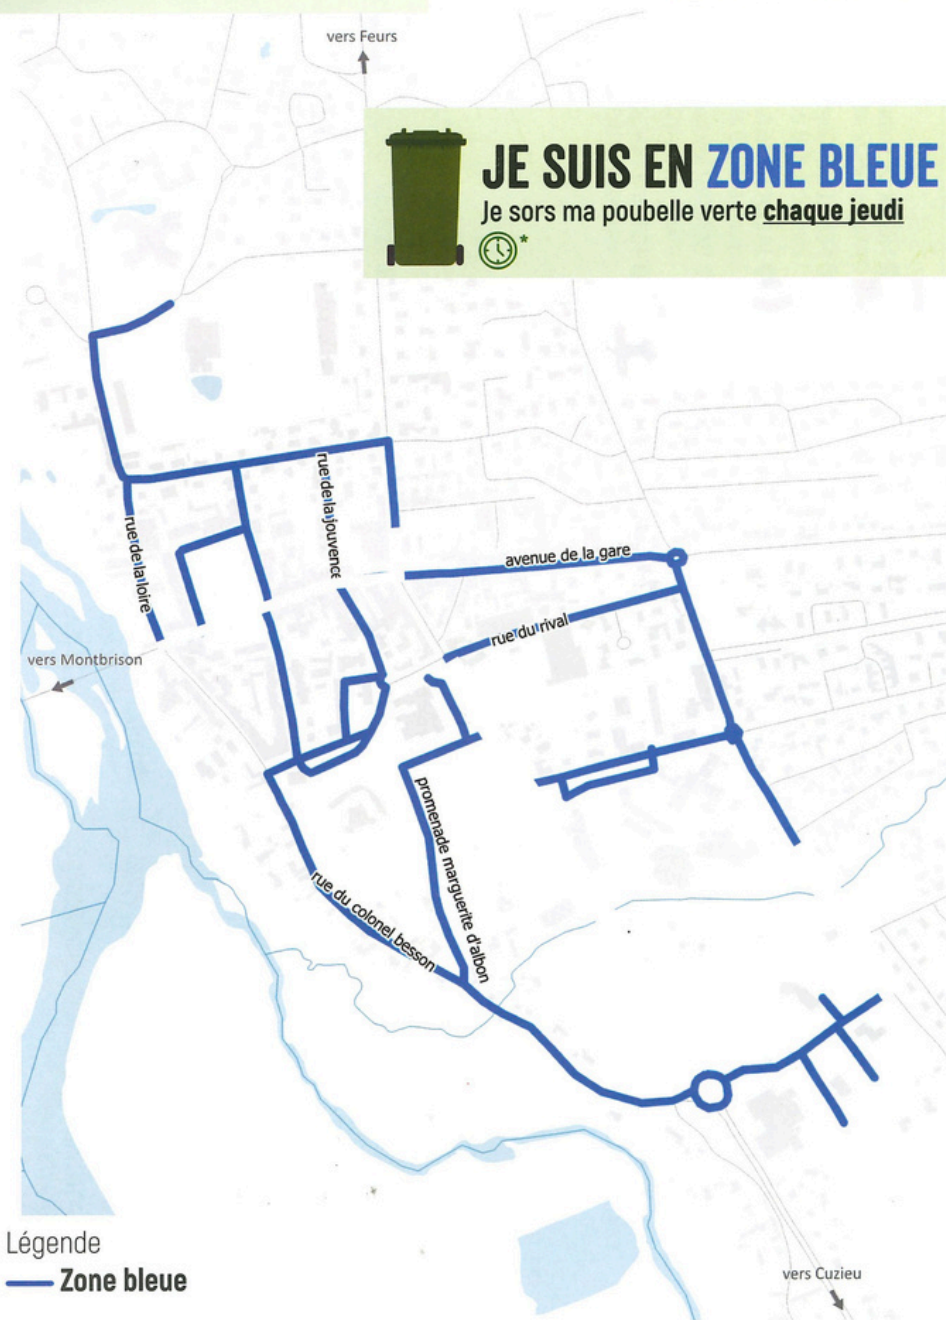 vers Feurs
JE SUIS EN ZONE BLEUE
Je sors ma poubelle verte chaque jeudi
*
rue de la jouvence
rue de la loire
avenue de la gare
rue du rival
vers Montbrison
promenade marguerite d'albon
rue du colonel besson
Légende
Zone bleue
vers Cuzieu